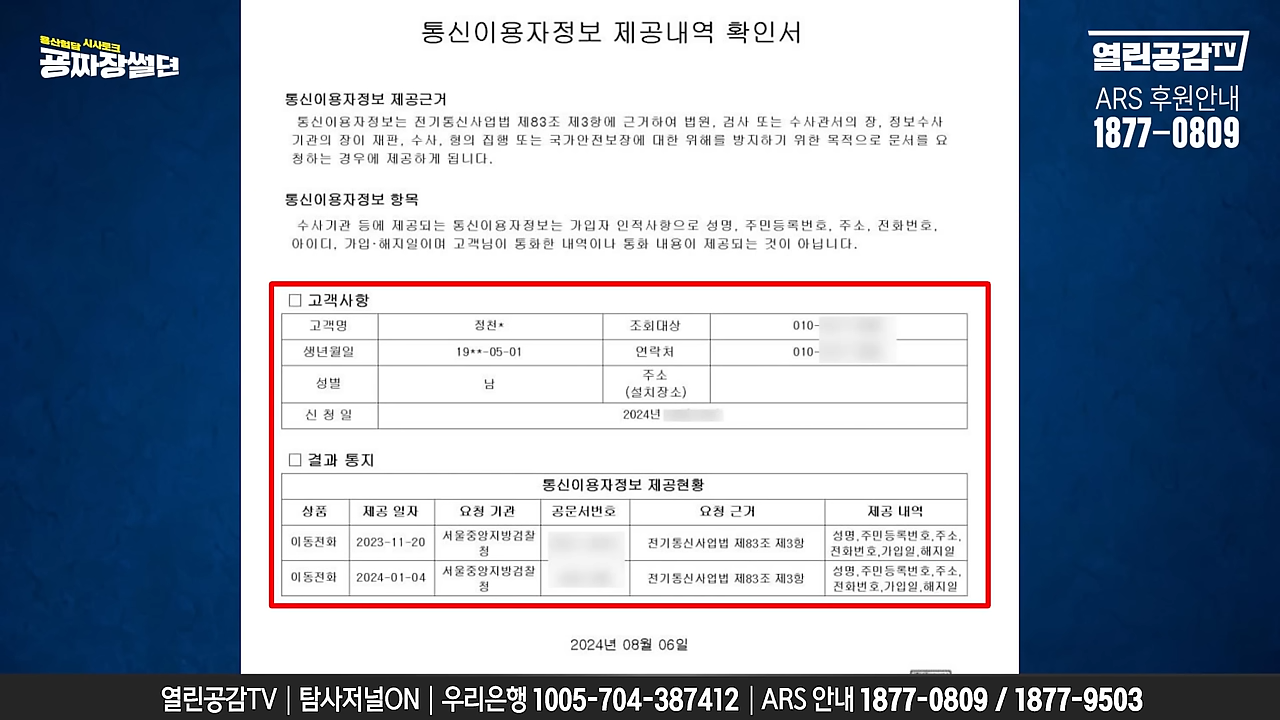 통신이용자정보 제공내역 확인서
용산협담 시사토크
짜장썰뎐
열린공감TV
ARS 후원안내
1877-0809
통신이용자정보 제공근거
통신이용자정보는 전기통신사업법 제83조 제3항에 근거하여 법원, 검사 또는 수사관서의 장, 정보수사
기관의 장이 재판, 수사, 형의 집행 또는 국가안전보장에 대한 위해를 방지하기 위한 목적으로 문서를 요
청하는 경우에 제공하게 됩니다.
통신이용자정보 항목
수사기관 등에 제공되는 통신이용자정보는 가입자 인적사항으로 성명, 주민등록번호, 주소, 전화번호,
아이디, 가입·해지일이며 고객님이 통화한 내역이나 통화 내용이 제공되는 것이 아닙니다.
□ 고객사항
고객명 정천* 조회대상 010-
생년월일 19**-05-01 연락처 010-
성별 남 주소
(설치장소)
신 청 일 2024년
□ 결과 통지
통신이용자정보 제공현황
상품 제공 일자 요청 기관 공문서번호 요청 근거 제공 내역
이동전화 2023-11-20 서울중앙지방검찰청 전기통신사업법 제83조 제3항 성명,주민등록번호,주소,
전화번호,가입일,해지일
이동전화 2024-01-04 서울중앙지방검찰청 전기통신사업법 제83조 제3항 성명,주민등록번호,주소,
전화번호,가입일,해지일
2024년 08월 06일
열린공감TV | 탐사저널ON | 우리은행 1005-704-387412 | ARS 안내 1877-0809 / 1877-9503